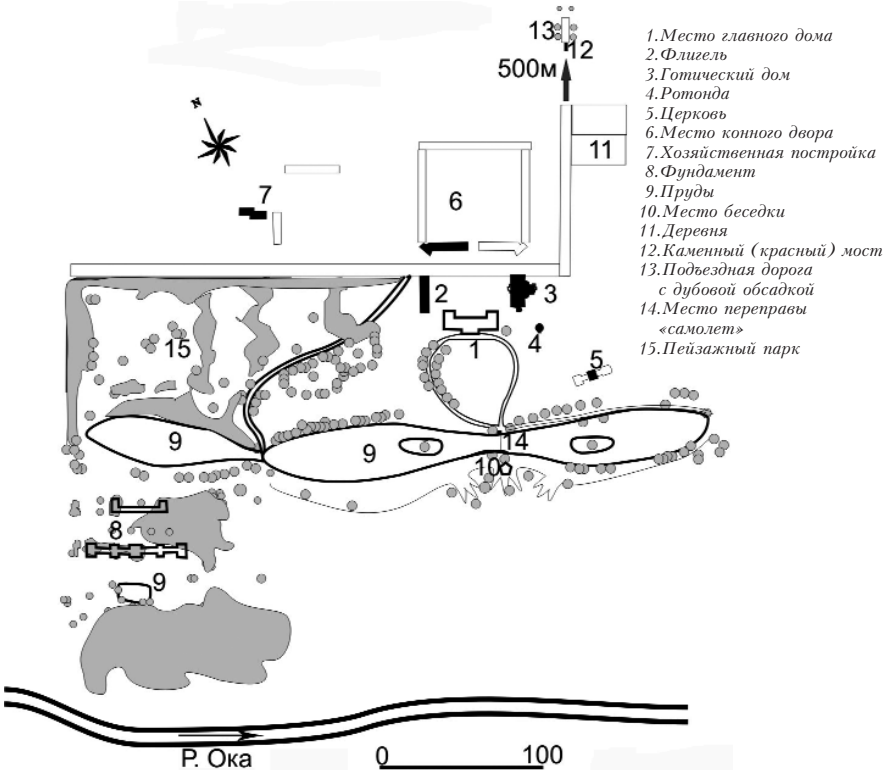 13
12
500м
N
11
7
6
2
3
1
4
15
5
9
9
14
10
8
9
Р. Ока
0
100
1.Место главного дома
2.Флигель
3.Готический дом
4.Ротонда
5.Церковь
6.Место конного двора
7.Хозяйственная постройка
8.Фундамент
9.Пруды
10.Место беседки
11.Деревня
12.Каменный (красный) мост
13.Подъездная дорога
с дубовой обсадкой
14.Место переправы
«самолет»
15.Пейзажный парк